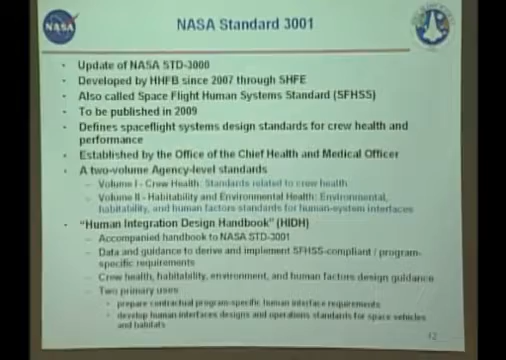 NASA
NASA Standard 3001
• Update of NASA STD-3000
• Developed by HHFB since 2007 through SHFE
• Also called Space Flight Human Systems Standard (SFHSS)
• To be published in 2009
• Defines spaceflight systems design standards for crew health and
performance
• Established by the Office of the Chief Health and Medical Officer
• A two-volume Agency-level standards
– Volume I - Crew Health: Standards related to crew health
– Volume II - Habitability and Environmental Health: Environmental,
habitability, and human factors standards for human-system interfaces
• "Human Integration Design Handbook" (HIDH)
– Accompanied handbook to NASA STD-3001
– Data and guidance to derive and implement SFHSS-compliant / program-
specific requirements
– Crew health, habitability, environment, and human factors design guidance
– Two primary uses
• prepare contractual program-specific human interface requirements
• develop human interfaces designs and operations standards for space vehicles
and habitats
12